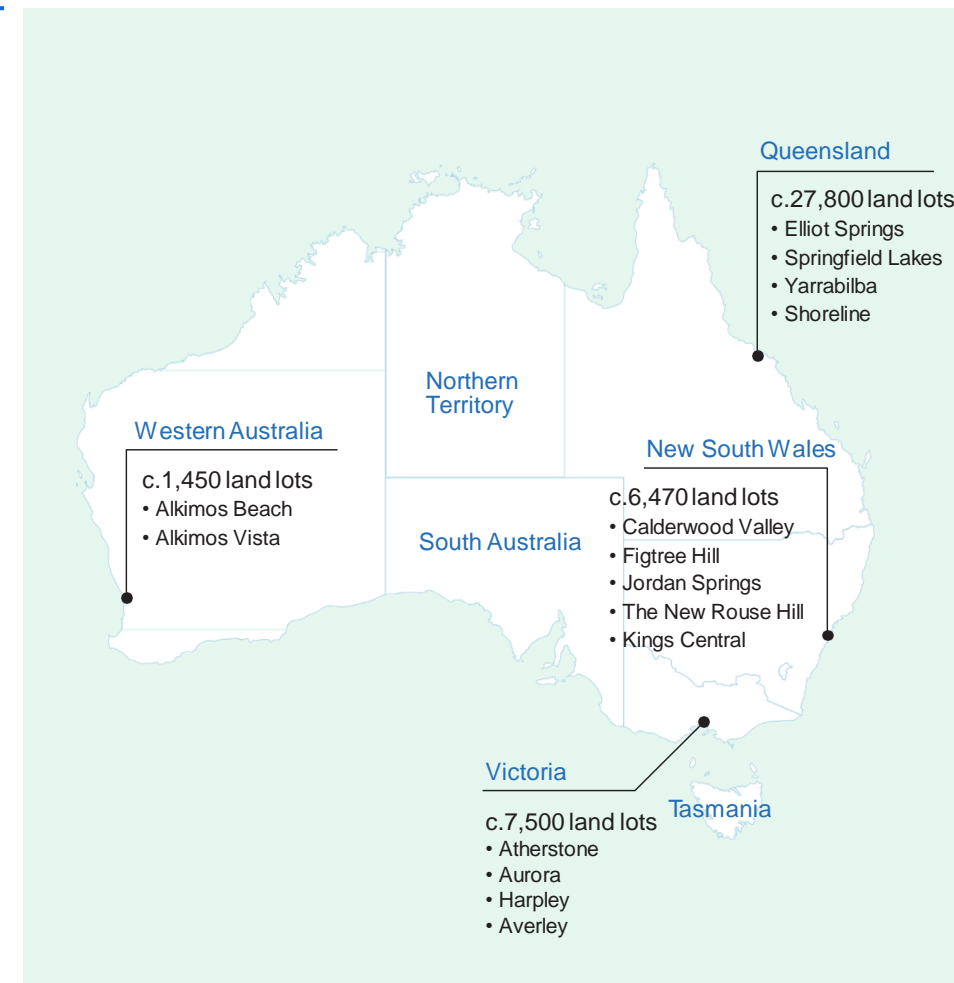 Queensland
c.27,800 land lots
• Elliot Springs
• Springfield Lakes
• Yarrabilba
• Shoreline
Northern
Territory
Western Australia
c.1,450 land lots
• Alkimos Beach
• Alkimos Vista
New South Wales
c.6,470 land lots
• Calderwood Valley
• Figtree Hill
• Jordan Springs
• The New Rouse Hill
• Kings Central
South Australia
Victoria
c.7,500 land lots
• Atherstone
• Aurora
• Harpley
• Averley
Tasmania